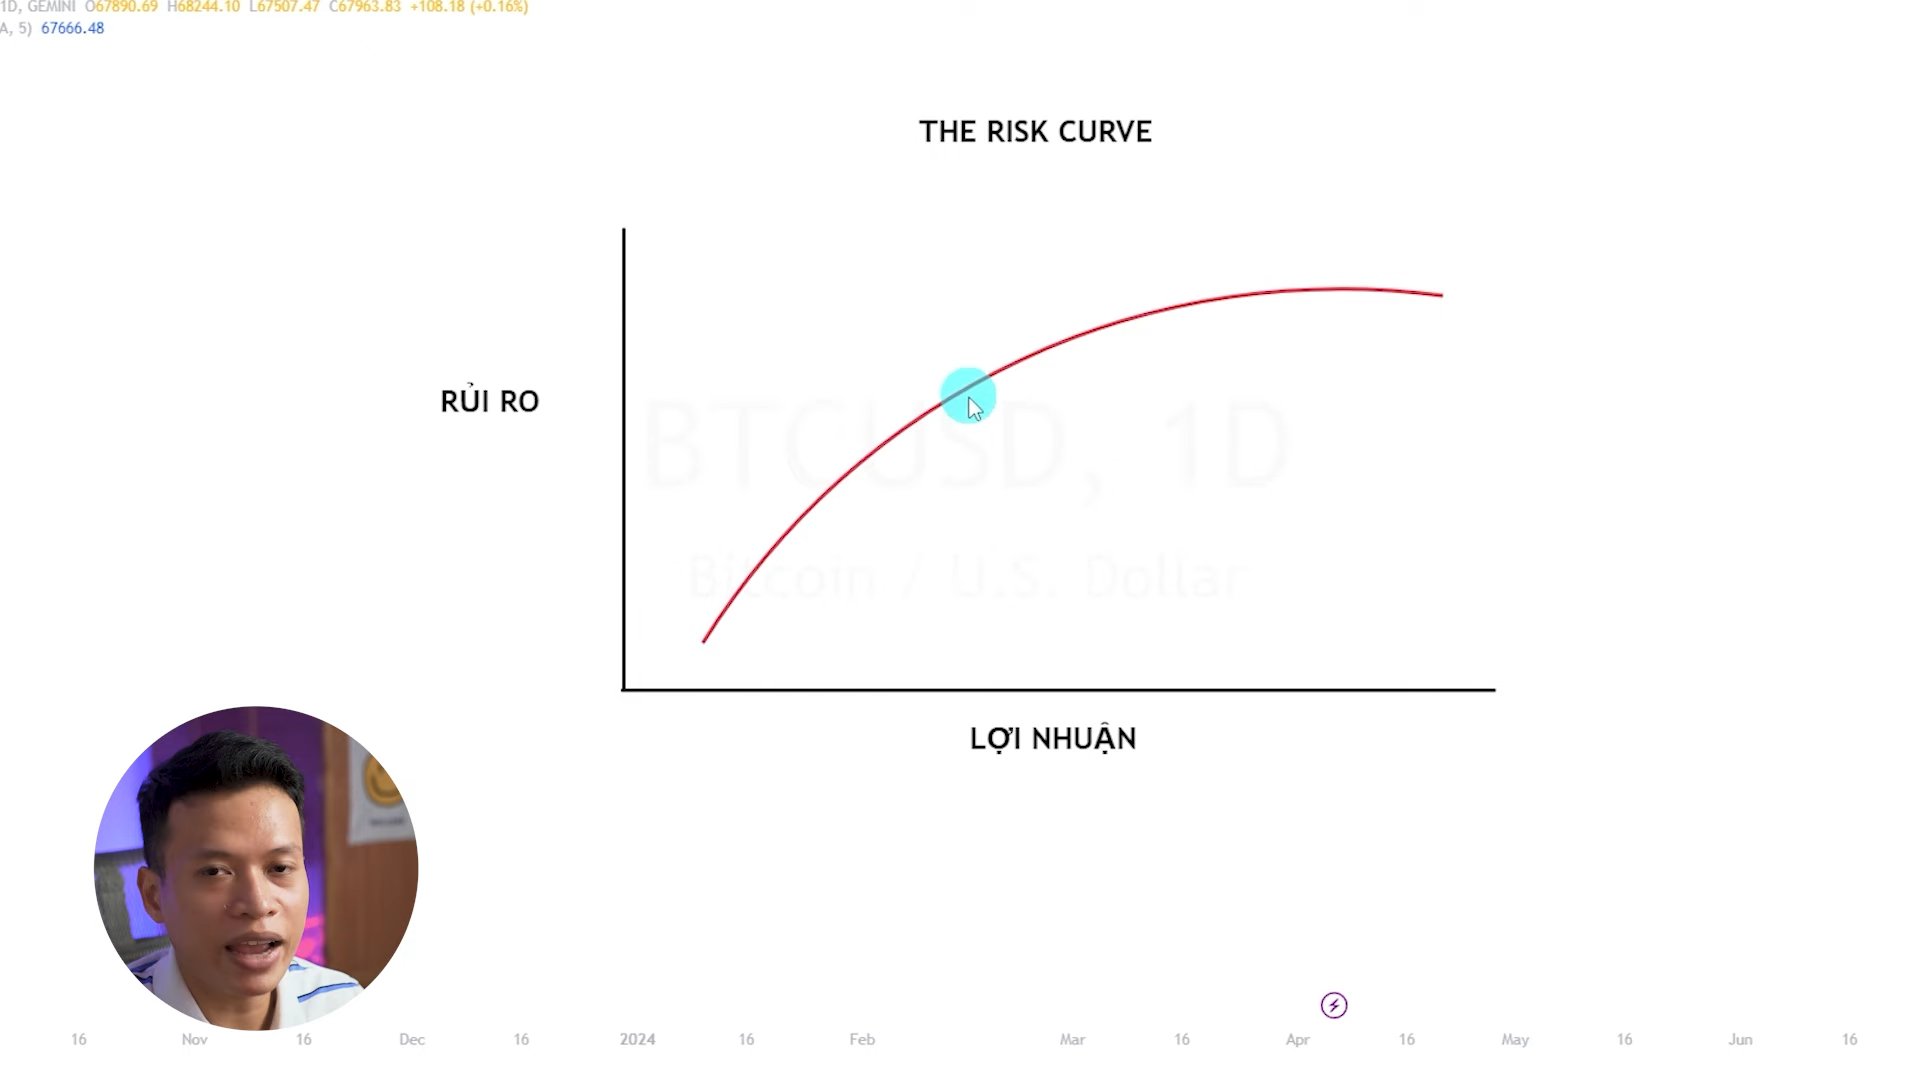 1D, GEMINI O67890.69 H68244.10 L67507.47 C67963.83 +108.18 (+0.16%)
A, 5) 67666.48
THE RISK CURVE
RỦI RO
BTCUSD, 1D
Bitcoin / U.S. Dollar
LỢI NHUẬN
16 Nov 16 Dec 16 2024 16 Feb Mar 16 Apr 16 May 16 Jun 16